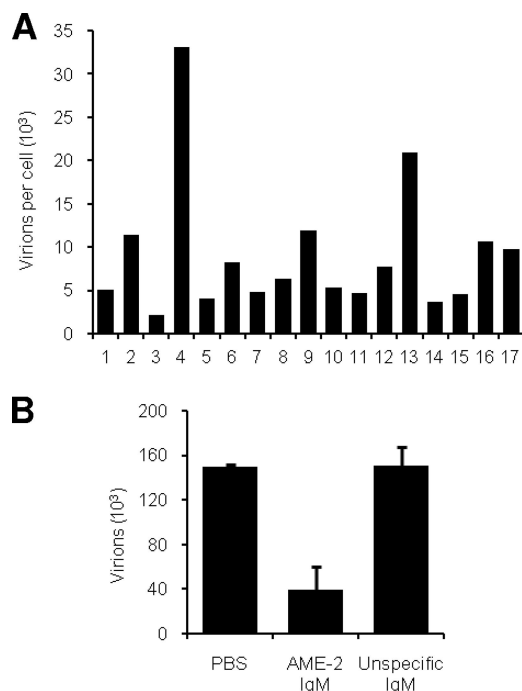 A
Virions per cell (10³)
35
30
25
20
15
10
5
0
1 2 3 4 5 6 7 8 9 10 11 12 13 14 15 16 17
B
Virions (10³)
200
160
120
80
40
0
PBS AME-2 Unspecific
IgM IgM